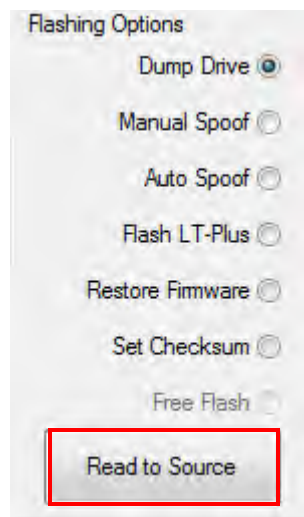 Flashing Options
Dump Drive
Manual Spoof
Auto Spoof
Flash LT-Plus
Restore Firmware
Set Checksum
Free Flash
Read to Source